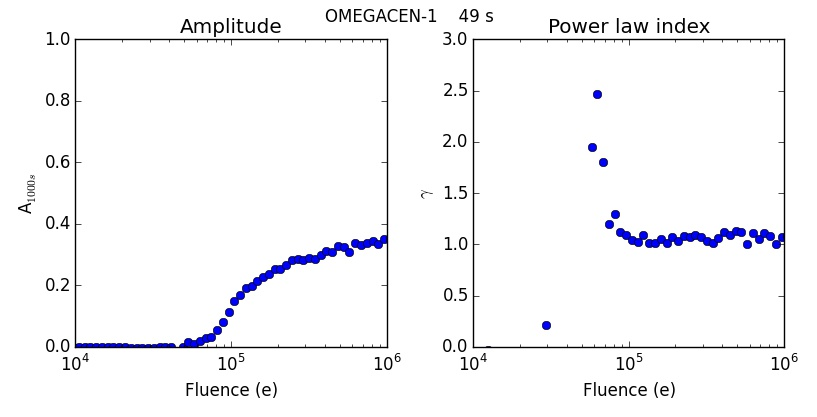 OMEGACEN-1 49 s
Amplitude
Power law index
1.0
0.8
0.6
0.4
0.2
0.0
A1000s
10^4
10^5
10^6
Fluence (e)
3.0
2.5
2.0
1.5
1.0
0.5
0.0
γ
10^4
10^5
10^6
Fluence (e)